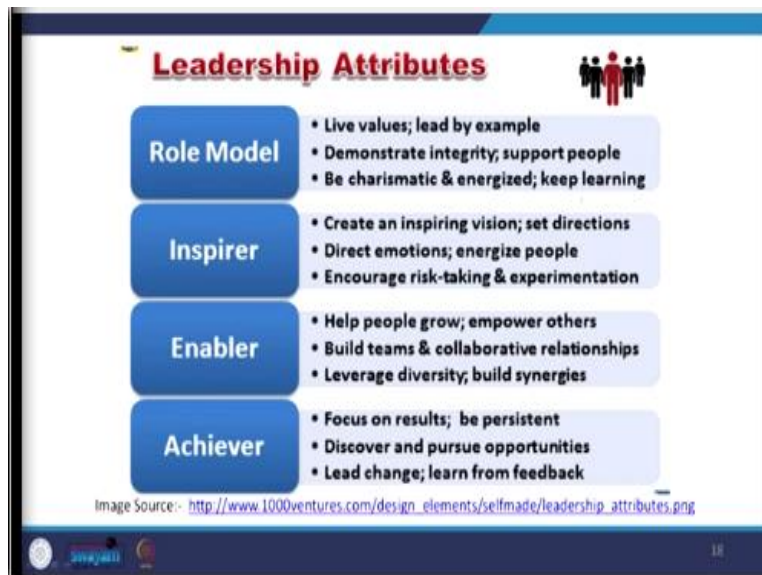 Leadership Attributes
Role Model
• Live values; lead by example
• Demonstrate integrity; support people
• Be charismatic & energized; keep learning
Inspirer
• Create an inspiring vision; set directions
• Direct emotions; energize people
• Encourage risk-taking & experimentation
Enabler
• Help people grow; empower others
• Build teams & collaborative relationships
• Leverage diversity; build synergies
Achiever
• Focus on results; be persistent
• Discover and pursue opportunities
• Lead change; learn from feedback
Image Source:- http://www.1000ventures.com/design_elements/selfmade/leadership_attributes.png
swayam
18